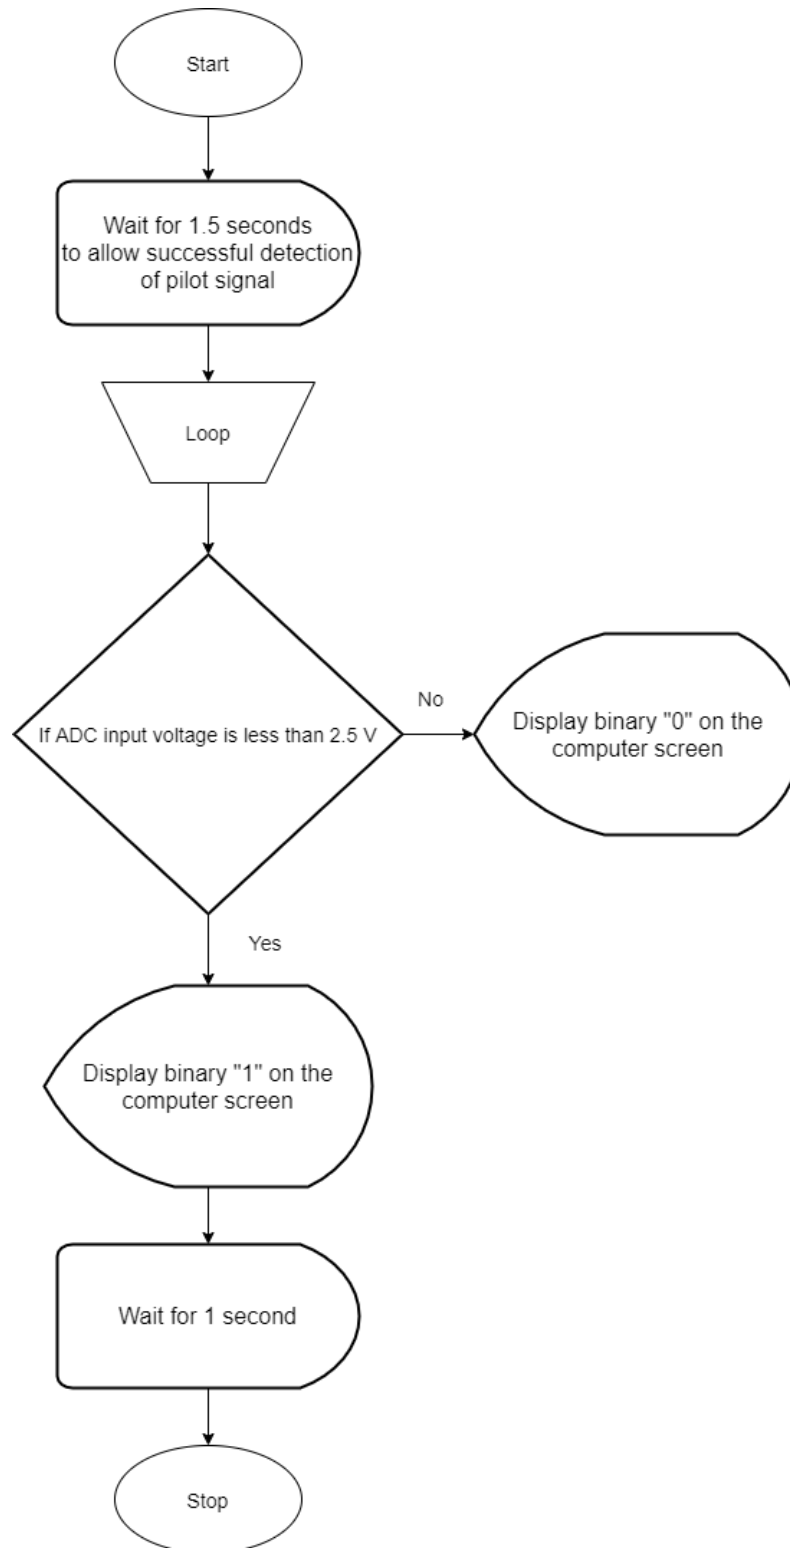 Start
Wait for 1.5 seconds
to allow successful detection
of pilot signal
Loop
If ADC input voltage is less than 2.5 V
No
Display binary "0" on the
computer screen
Yes
Display binary "1" on the
computer screen
Wait for 1 second
Stop